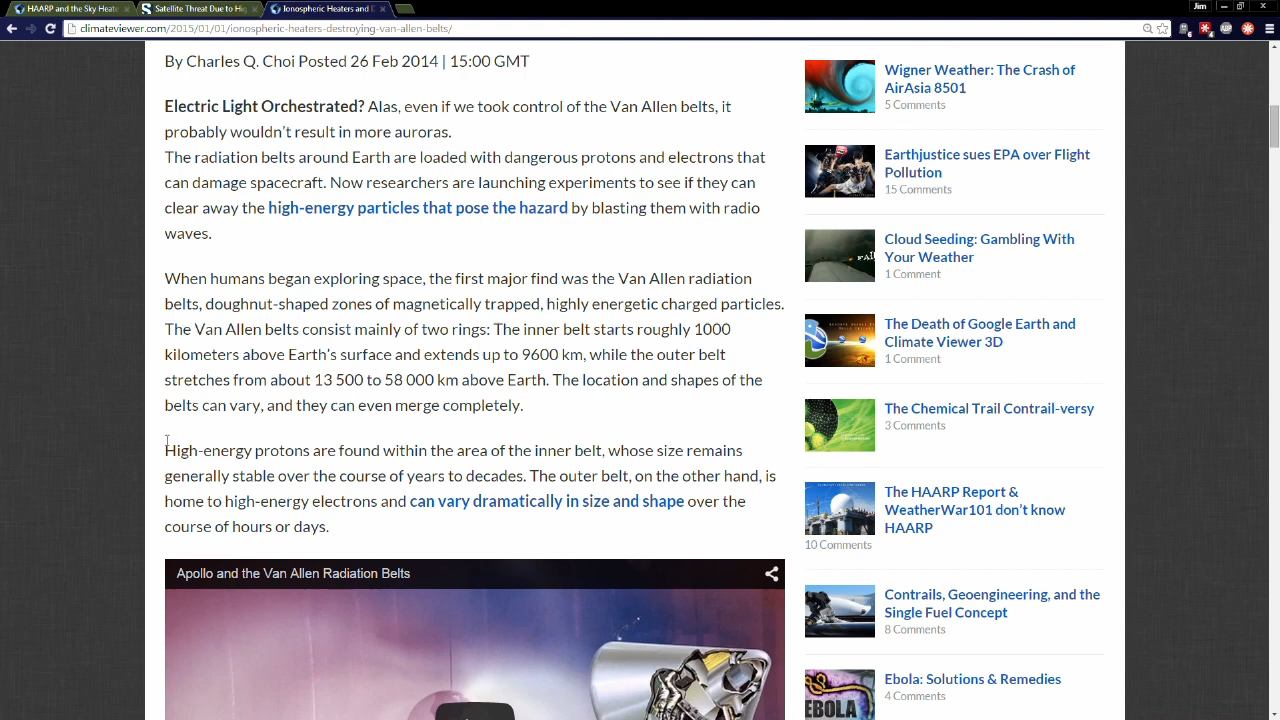 HAARP and the Sky Heate
Satellite Threat Due to Hig
Ionospheric Heaters and D
Jim
climateviewer.com/2015/01/01/ionospheric-heaters-destroying-van-allen-belts/
By Charles Q. Choi Posted 26 Feb 2014 | 15:00 GMT
Electric Light Orchestrated? Alas, even if we took control of the Van Allen belts, it
probably wouldn’t result in more auroras.
The radiation belts around Earth are loaded with dangerous protons and electrons that
can damage spacecraft. Now researchers are launching experiments to see if they can
clear away the high-energy particles that pose the hazard by blasting them with radio
waves.
When humans began exploring space, the first major find was the Van Allen radiation
belts, doughnut-shaped zones of magnetically trapped, highly energetic charged particles.
The Van Allen belts consist mainly of two rings: The inner belt starts roughly 1000
kilometers above Earth’s surface and extends up to 9600 km, while the outer belt
stretches from about 13 500 to 58 000 km above Earth. The location and shapes of the
belts can vary, and they can even merge completely.
High-energy protons are found within the area of the inner belt, whose size remains
generally stable over the course of years to decades. The outer belt, on the other hand, is
home to high-energy electrons and can vary dramatically in size and shape over the
course of hours or days.
Apollo and the Van Allen Radiation Belts
Wigner Weather: The Crash of
AirAsia 8501
5 Comments
Earthjustice sues EPA over Flight
Pollution
15 Comments
Cloud Seeding: Gambling With
Your Weather
1 Comment
The Death of Google Earth and
Climate Viewer 3D
1 Comment
The Chemical Trail Contrail-versy
3 Comments
The HAARP Report &
WeatherWar101 don’t know
HAARP
10 Comments
Contrails, Geoengineering, and the
Single Fuel Concept
8 Comments
Ebola: Solutions & Remedies
4 Comments
EBOLA